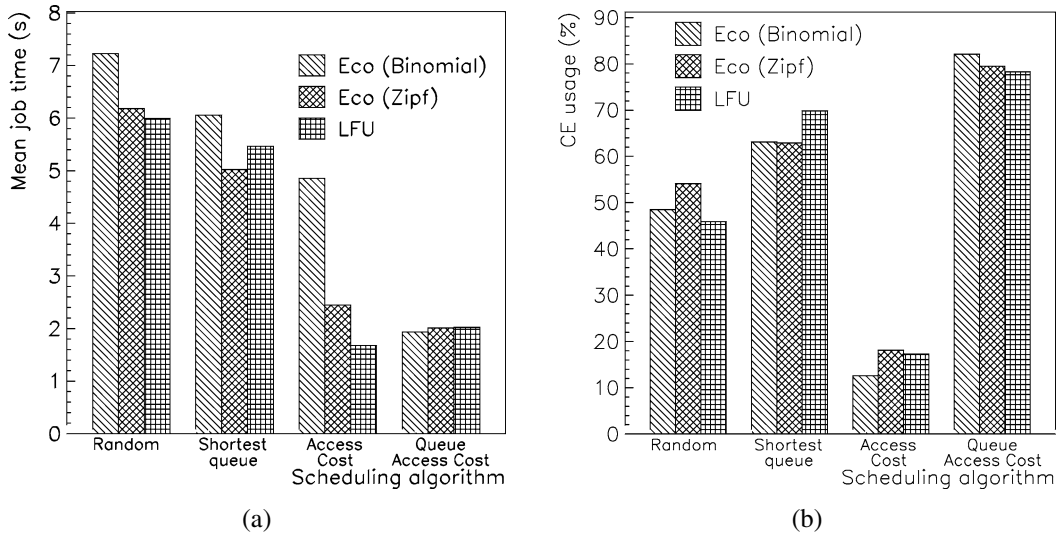 Mean job time (s)
8
7
6
5
4
3
2
1
0
Eco (Binomial)
Eco (Zipf)
LFU
Random
Shortest
queue
Access
Cost
Queue
Access Cost
Scheduling algorithm
(a)
CE usage (%)
90
80
70
60
50
40
30
20
10
0
Eco (Binomial)
Eco (Zipf)
LFU
Random
Shortest
queue
Access
Cost
Queue
Access Cost
Scheduling algorithm
(b)